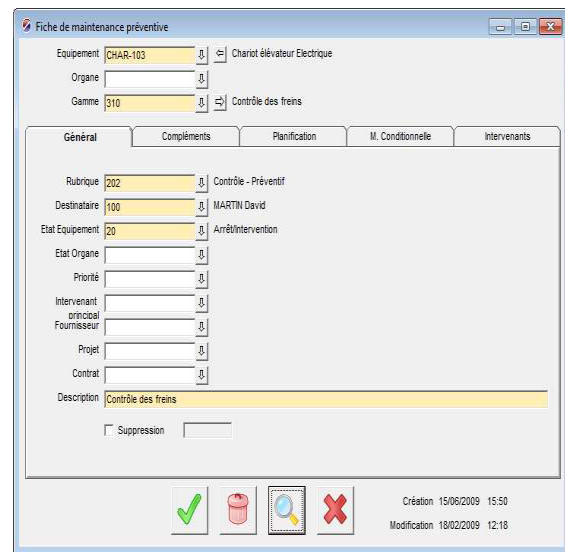 Fiche de maintenance préventive
Equipement CHAR-103 Chariot élévateur Electrique
Organe
Gamme 310 Contrôle des freins
Général Compléments Planification M. Conditionnelle Intervenants
Rubrique 202 Contrôle - Préventif
Destinataire 100 MARTIN David
Etat Equipement 20 Arrêt/Intervention
Etat Organe
Priorité
Intervenant
principal
Fournisseur
Projet
Contrat
Description Contrôle des freins
Suppression
Création 15/06/2009 15:50
Modification 18/02/2009 12:18